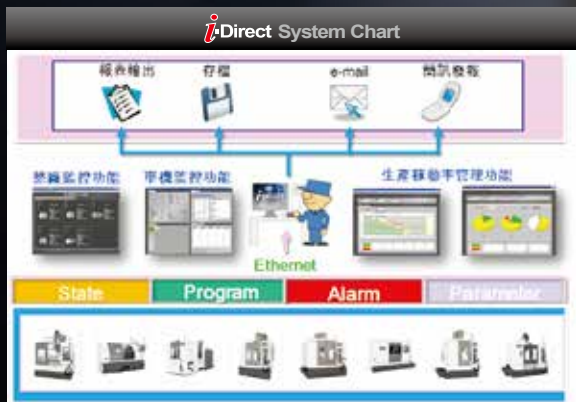 i-Direct System Chart
報表輸出 存檔 e-mail 簡訊發報
整廠監控功能 單機監控功能 生產稼動率管理功能
Ethernet
State Program Alarm Parameter